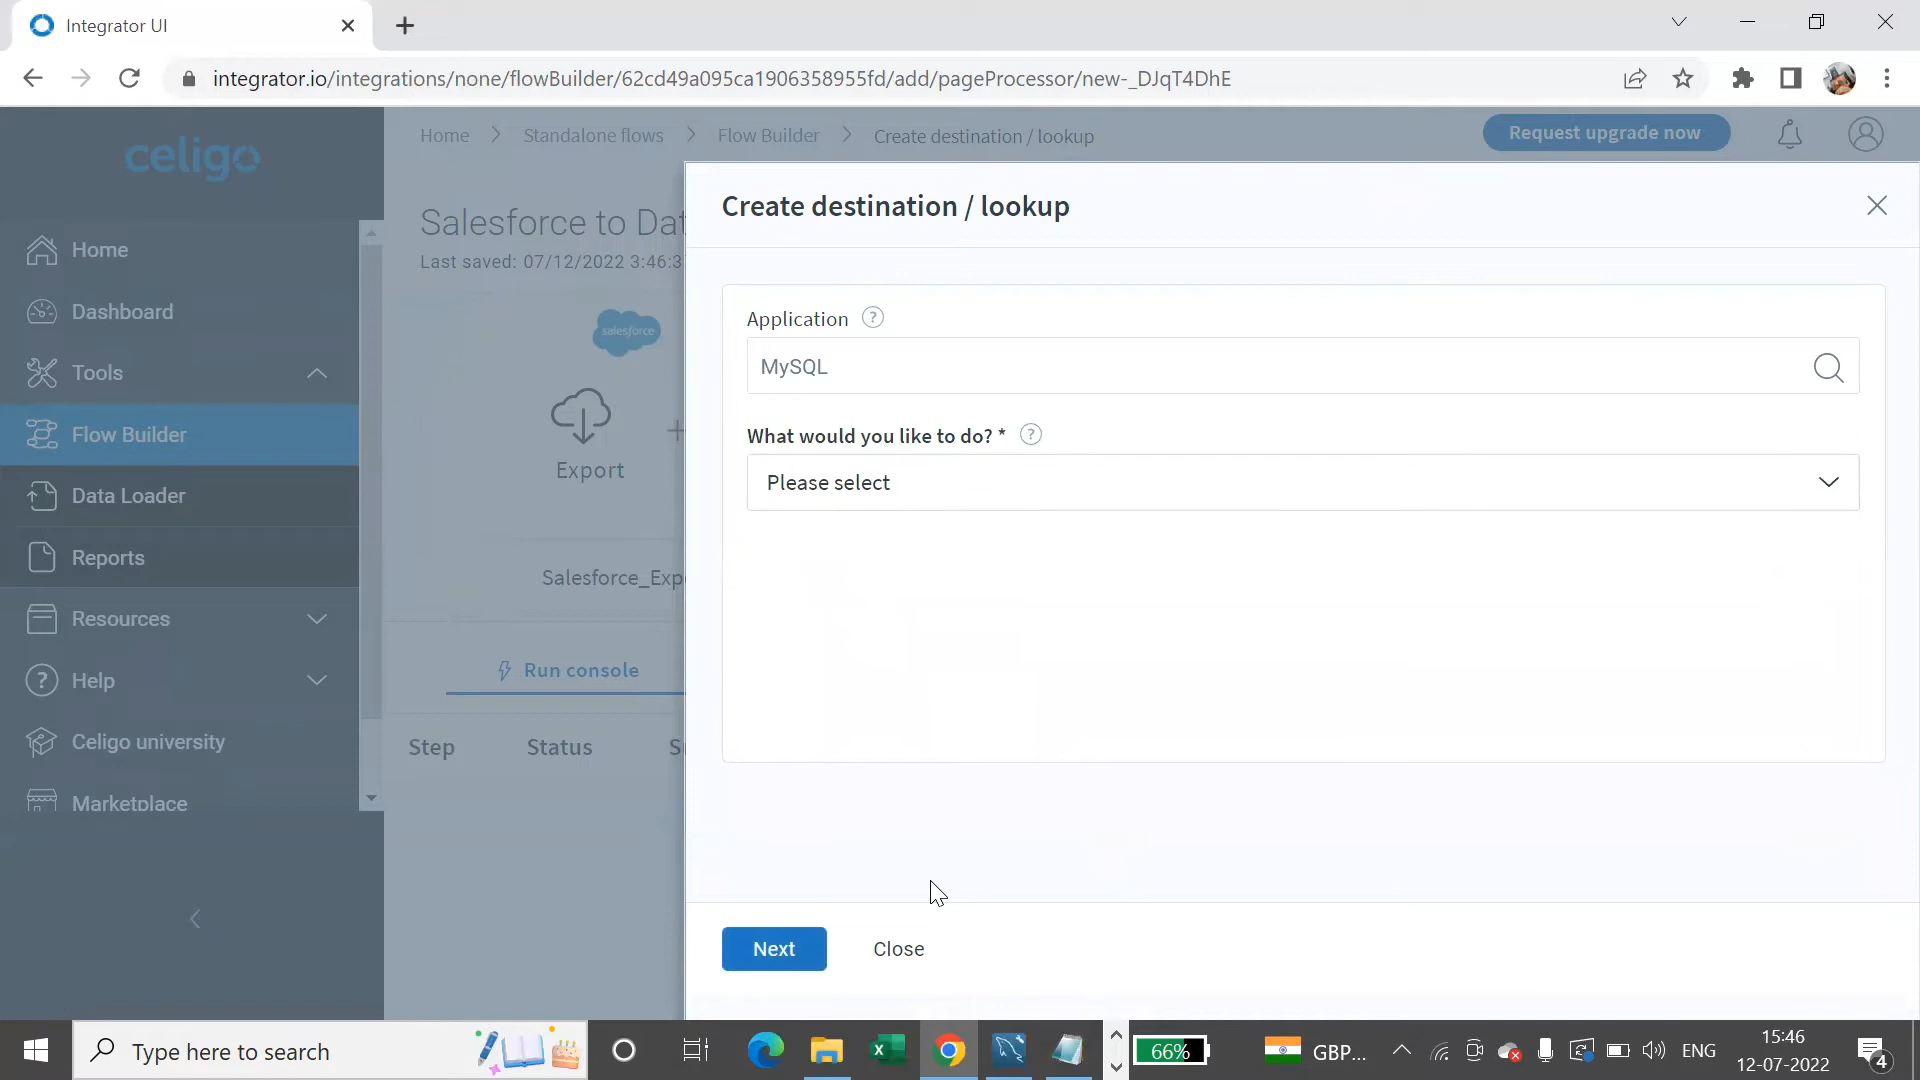 Integrator UI
integrator.io/integrations/none/flowBuilder/62cd49a095ca1906358955fd/add/pageProcessor/new-_DJqT4DhE
celigo
Home
Dashboard
Tools
Flow Builder
Data Loader
Reports
Resources
Help
Celigo university
Marketplace
Home > Standalone flows > Flow Builder > Create destination / lookup
Request upgrade now
Salesforce to Dat
Last saved: 07/12/2022 3:46:3
salesforce
Export
Salesforce_Exp
Run console
Step Status S
Create destination / lookup
Application ?
MySQL
What would you like to do? * ?
Please select
Next Close
Type here to search
66%
GBP...
ENG
15:46
12-07-2022
4